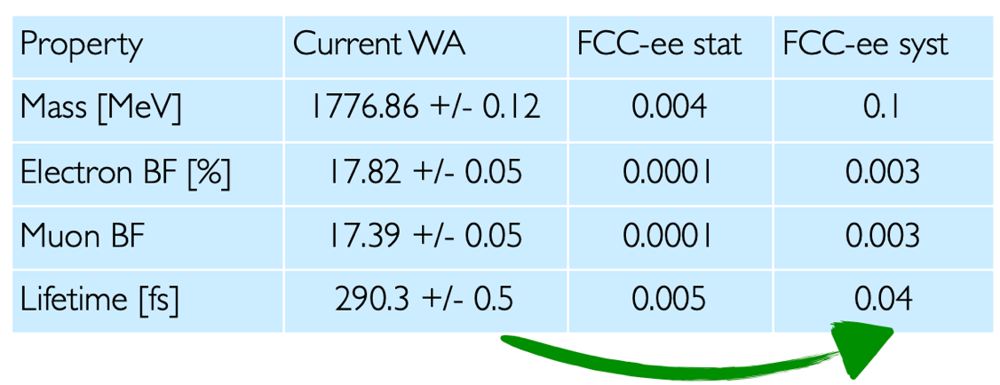 Property Current WA FCC-ee stat FCC-ee syst
Mass [MeV] 1776.86 +/- 0.12 0.004 0.1
Electron BF [%] 17.82 +/- 0.05 0.0001 0.003
Muon BF 17.39 +/- 0.05 0.0001 0.003
Lifetime [fs] 290.3 +/- 0.5 0.005 0.04